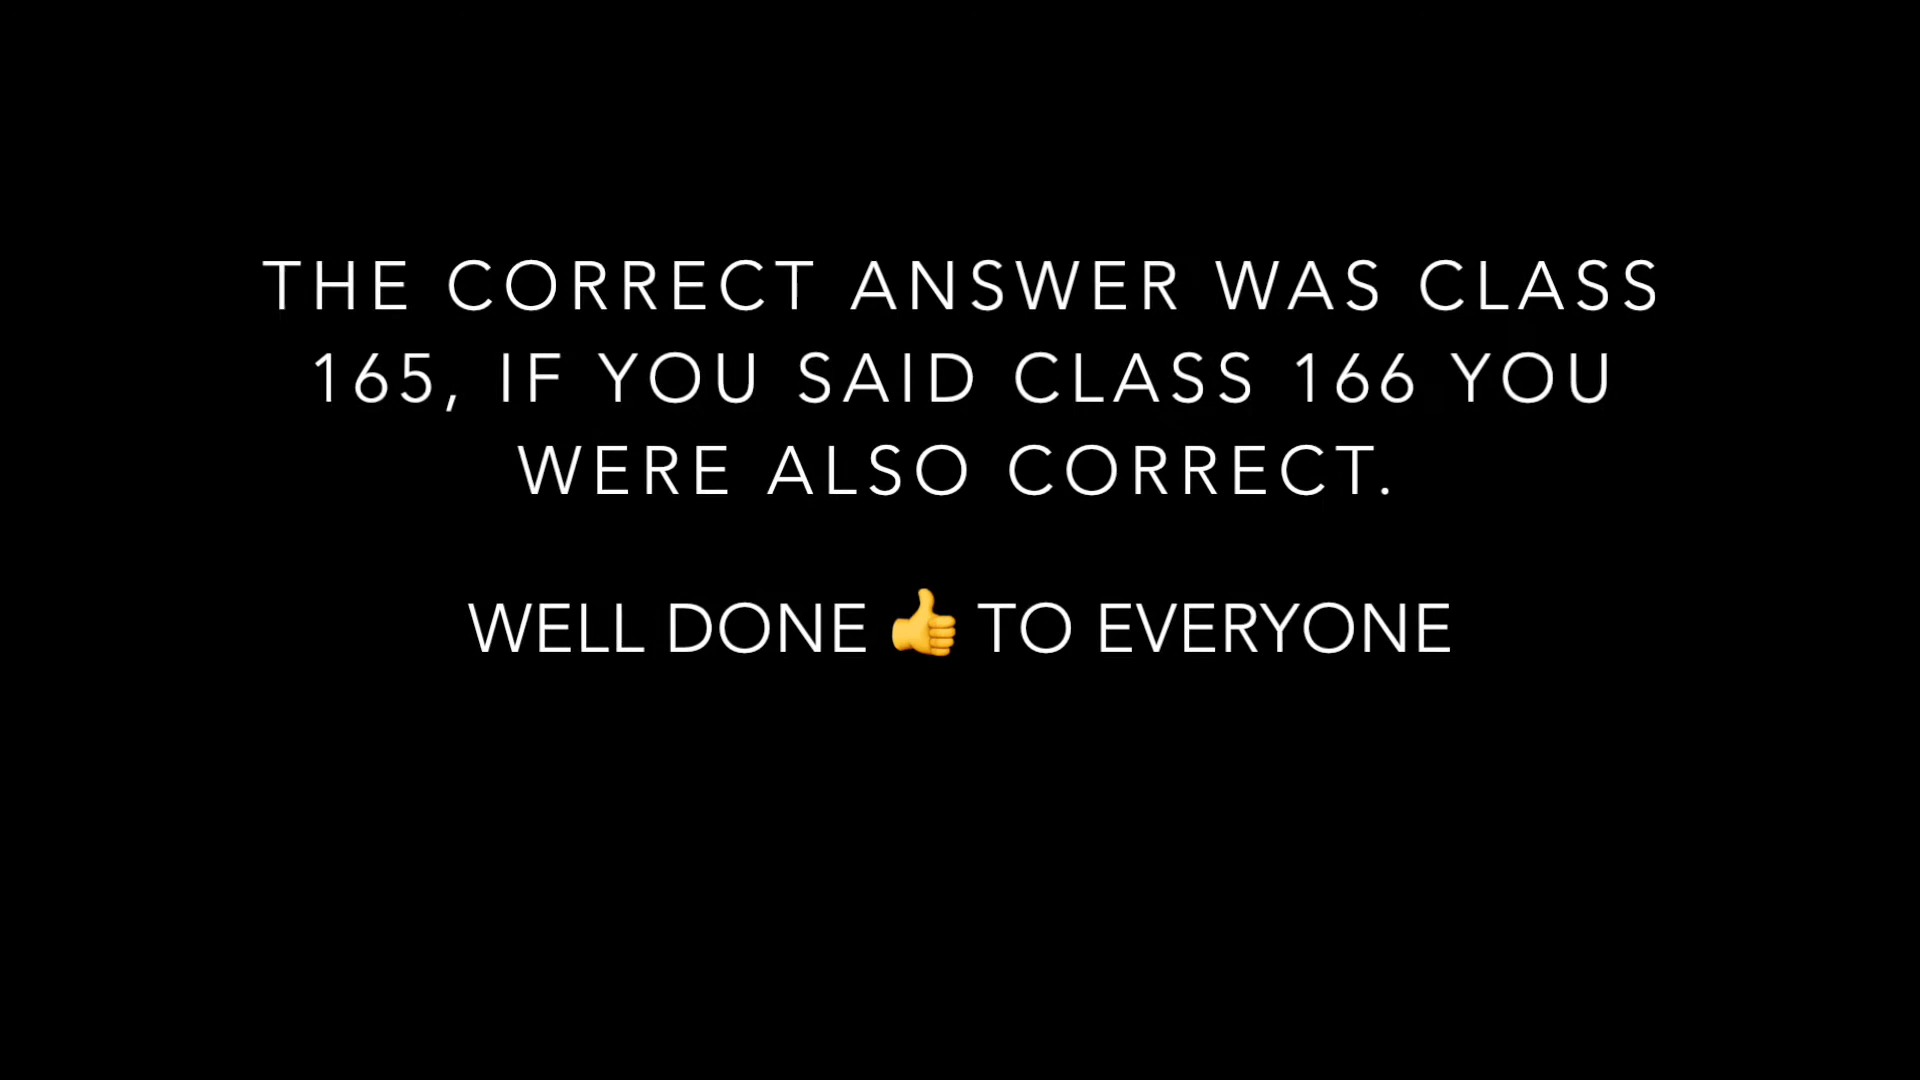 THE CORRECT ANSWER WAS CLASS
165, IF YOU SAID CLASS 166 YOU
WERE ALSO CORRECT.
WELL DONE 👍 TO EVERYONE